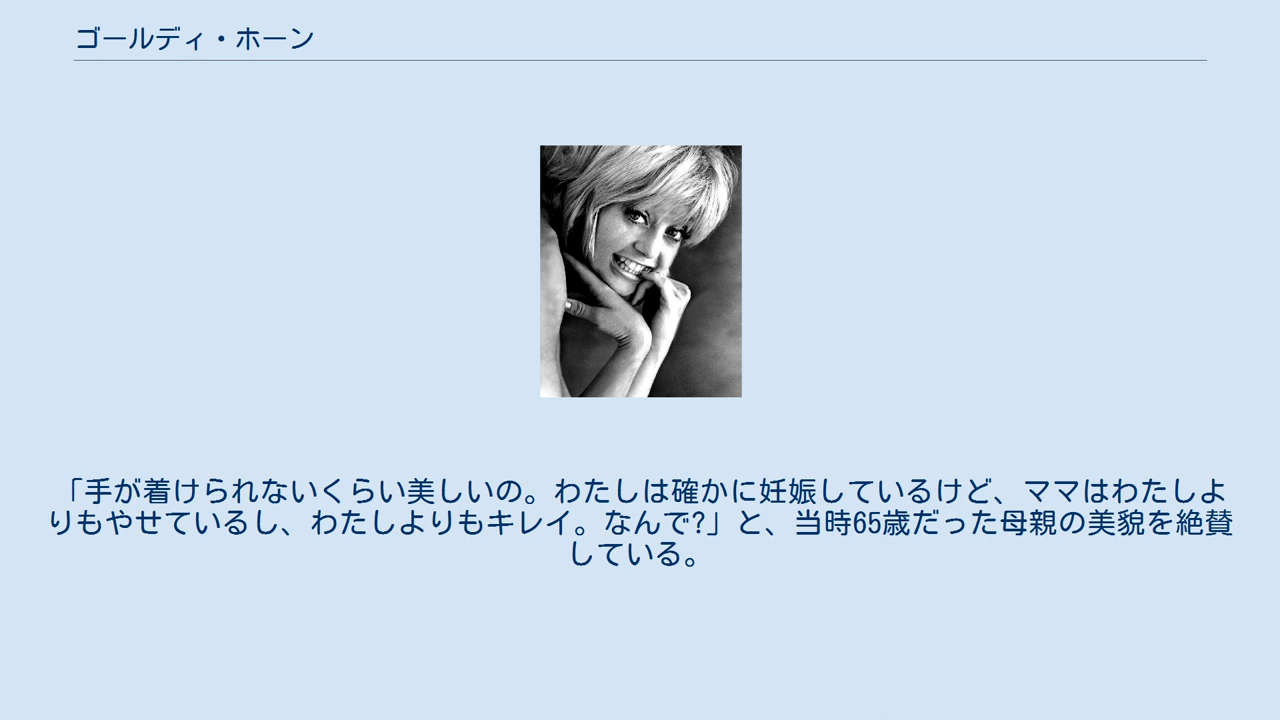 ゴールディ・ホーン
「手が着けられないくらい美しいの。わたしは確かに妊娠しているけど、ママはわたしよ
りもやせているし、わたしよりもキレイ。なんで?」と、当時65歳だった母親の美貌を絶賛
している。